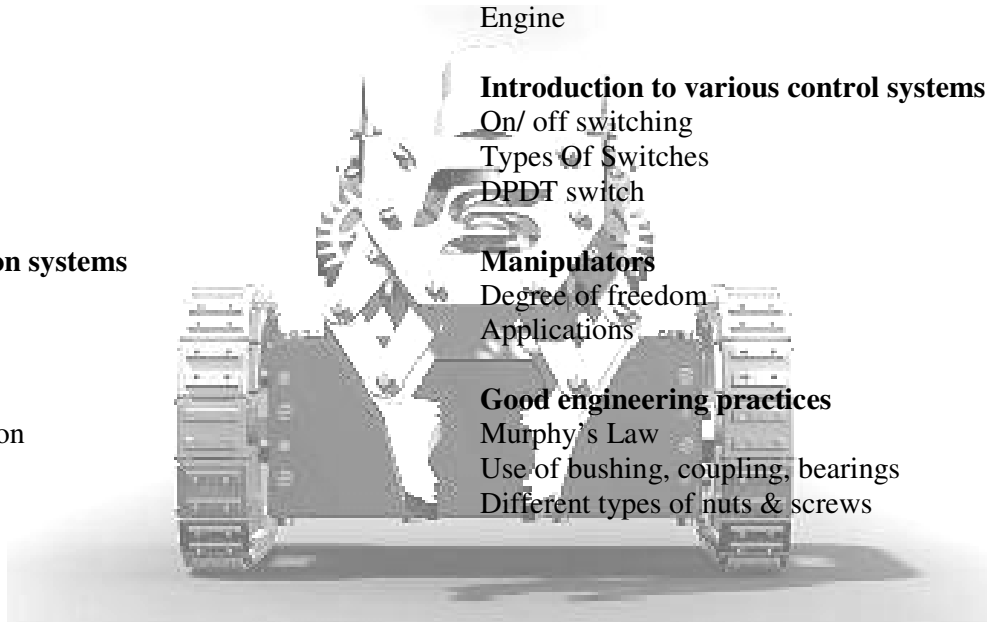 on systems
on
Engine
Introduction to various control systems
On/ off switching
Types Of Switches
DPDT switch
Manipulators
Degree of freedom
Applications
Good engineering practices
Murphy's Law
Use of bushing, coupling, bearings
Different types of nuts & screws